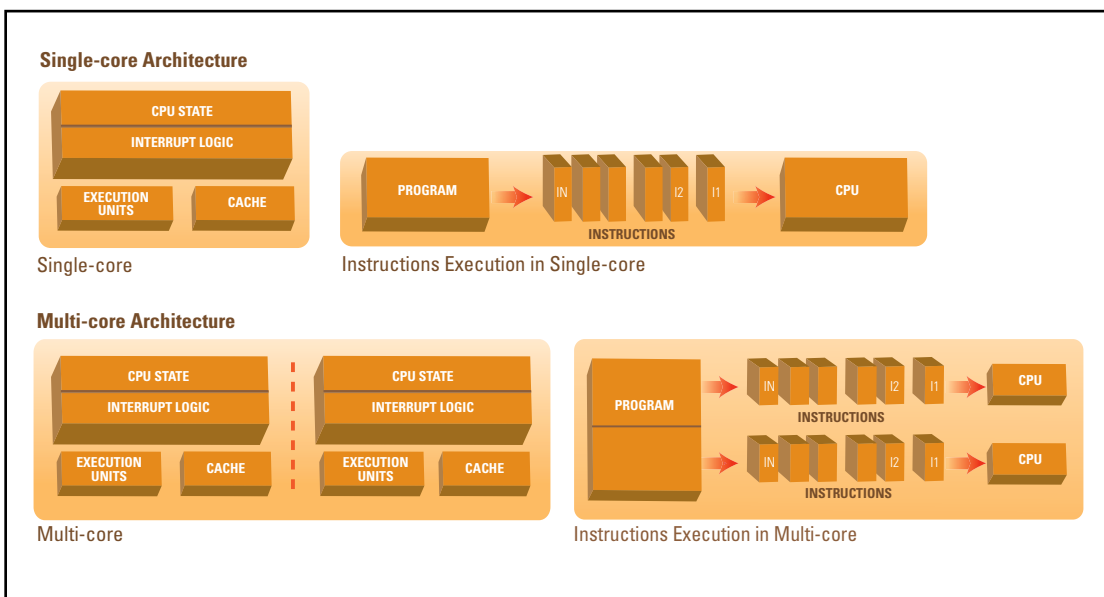 Single-core Architecture
CPU STATE
INTERRUPT LOGIC
EXECUTION
UNITS
CACHE
Single-core
PROGRAM
IN
I2
I1
INSTRUCTIONS
CPU
Instructions Execution in Single-core
Multi-core Architecture
CPU STATE
INTERRUPT LOGIC
EXECUTION
UNITS
CACHE
CPU STATE
INTERRUPT LOGIC
EXECUTION
UNITS
CACHE
Multi-core
PROGRAM
IN
I2
I1
INSTRUCTIONS
CPU
IN
I2
I1
INSTRUCTIONS
CPU
Instructions Execution in Multi-core